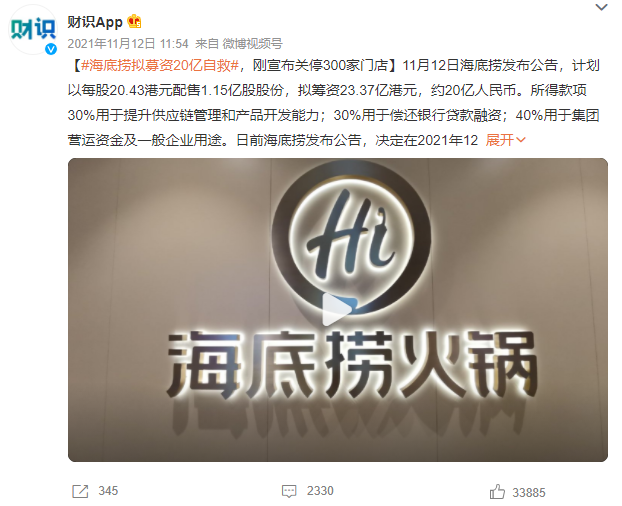 财识
财识App
2021年11月12日 11:54 来自 微博视频号
【#海底捞拟募资20亿自救#，刚宣布关停300家门店】11月12日海底捞发布公告，计划
以每股20.43港元配售1.15亿股股份，拟筹资23.37亿港元，约20亿人民币。所得款项
30%用于提升供应链管理和产品开发能力；30%用于偿还银行贷款融资；40%用于集团
营运资金及一般企业用途。日前海底捞发布公告，决定在2021年12 展开
Hi
海底捞火锅
345 2330 33885